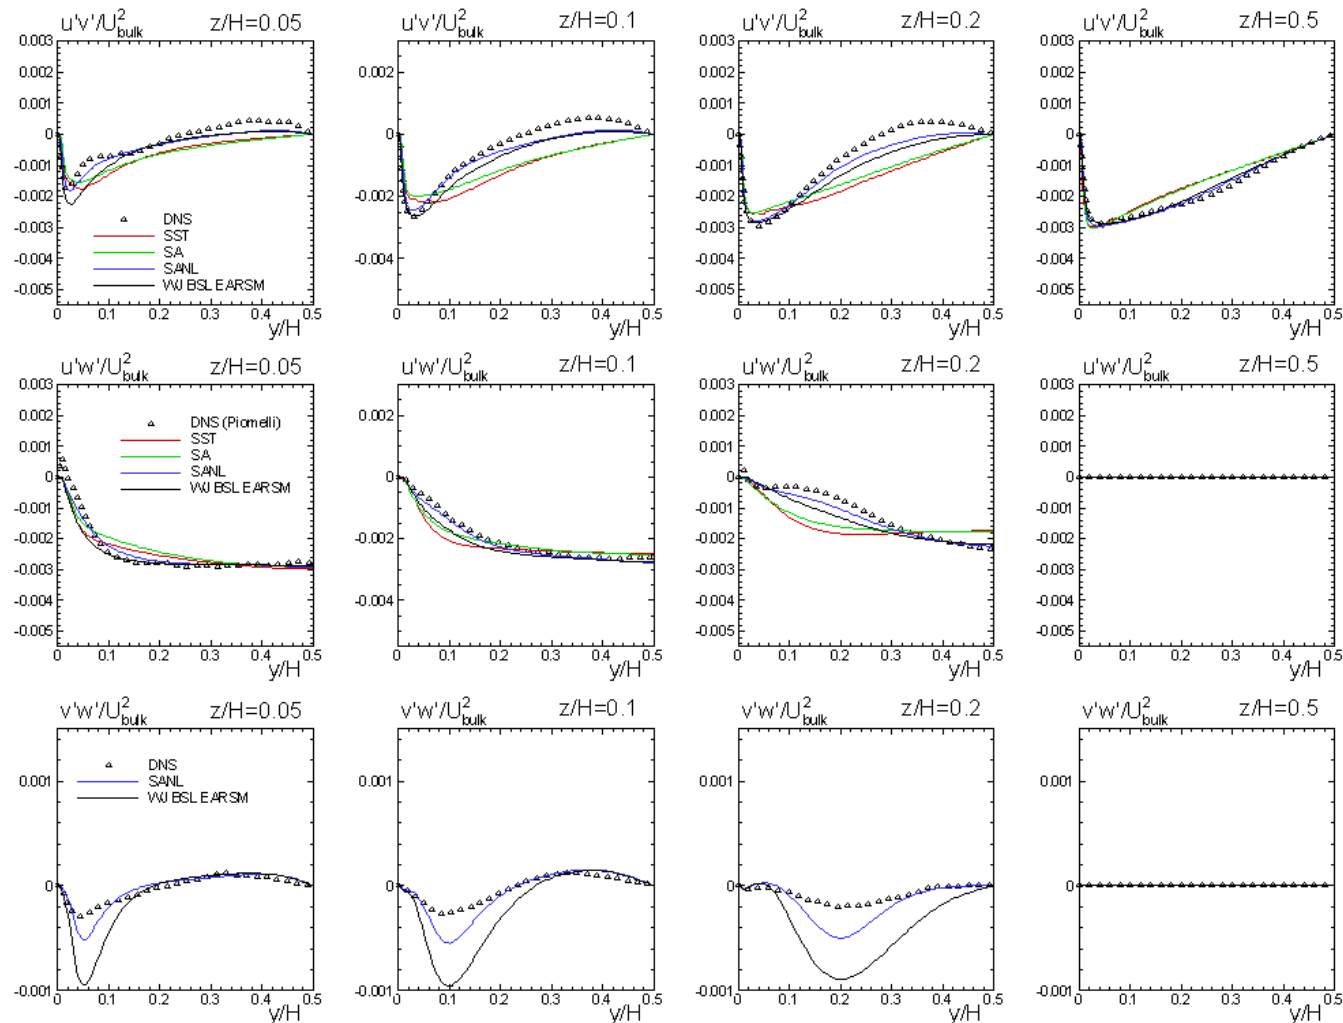 u'v'/U²bulk z/H=0.05
0.003
0.002
0.001
0
-0.001
-0.002
-0.003
-0.004
-0.005
DNS
SST
SA
SANL
WJ BSL EARSM
0 0.1 0.2 0.3 0.4 0.5
y/H
u'v'/U²bulk z/H=0.1
0.002
0
-0.002
-0.004
0 0.1 0.2 0.3 0.4 0.5
y/H
u'v'/U²bulk z/H=0.2
0.003
0.002
0.001
0
-0.001
-0.002
-0.003
-0.004
-0.005
0 0.1 0.2 0.3 0.4 0.5
y/H
u'v'/U²bulk z/H=0.5
0.003
0.002
0.001
0
-0.001
-0.002
-0.003
-0.004
-0.005
0 0.1 0.2 0.3 0.4 0.5
y/H
u'w'/U²bulk z/H=0.05
0.003
0.002
0.001
0
-0.001
-0.002
-0.003
-0.004
-0.005
DNS (Piomelli)
SST
SA
SANL
WJ BSL EARSM
0 0.1 0.2 0.3 0.4 0.5
y/H
u'w'/U²bulk z/H=0.1
0.002
0
-0.002
-0.004
0 0.1 0.2 0.3 0.4 0.5
y/H
u'w'/U²bulk z/H=0.2
0.003
0.002
0.001
0
-0.001
-0.002
-0.003
-0.004
-0.005
0 0.1 0.2 0.3 0.4 0.5
y/H
u'w'/U²bulk z/H=0.5
0.003
0.002
0.001
0
-0.001
-0.002
-0.003
-0.004
-0.005
0 0.1 0.2 0.3 0.4 0.5
y/H
v'w'/U²bulk z/H=0.05
0.001
0
-0.001
DNS
SANL
WJ BSL EARSM
0 0.1 0.2 0.3 0.4 0.5
y/H
v'w'/U²bulk z/H=0.1
0.001
0
-0.001
0 0.1 0.2 0.3 0.4 0.5
y/H
v'w'/U²bulk z/H=0.2
0.001
0
-0.001
0 0.1 0.2 0.3 0.4 0.5
y/H
v'w'/U²bulk z/H=0.5
0.001
0
-0.001
0 0.1 0.2 0.3 0.4 0.5
y/H